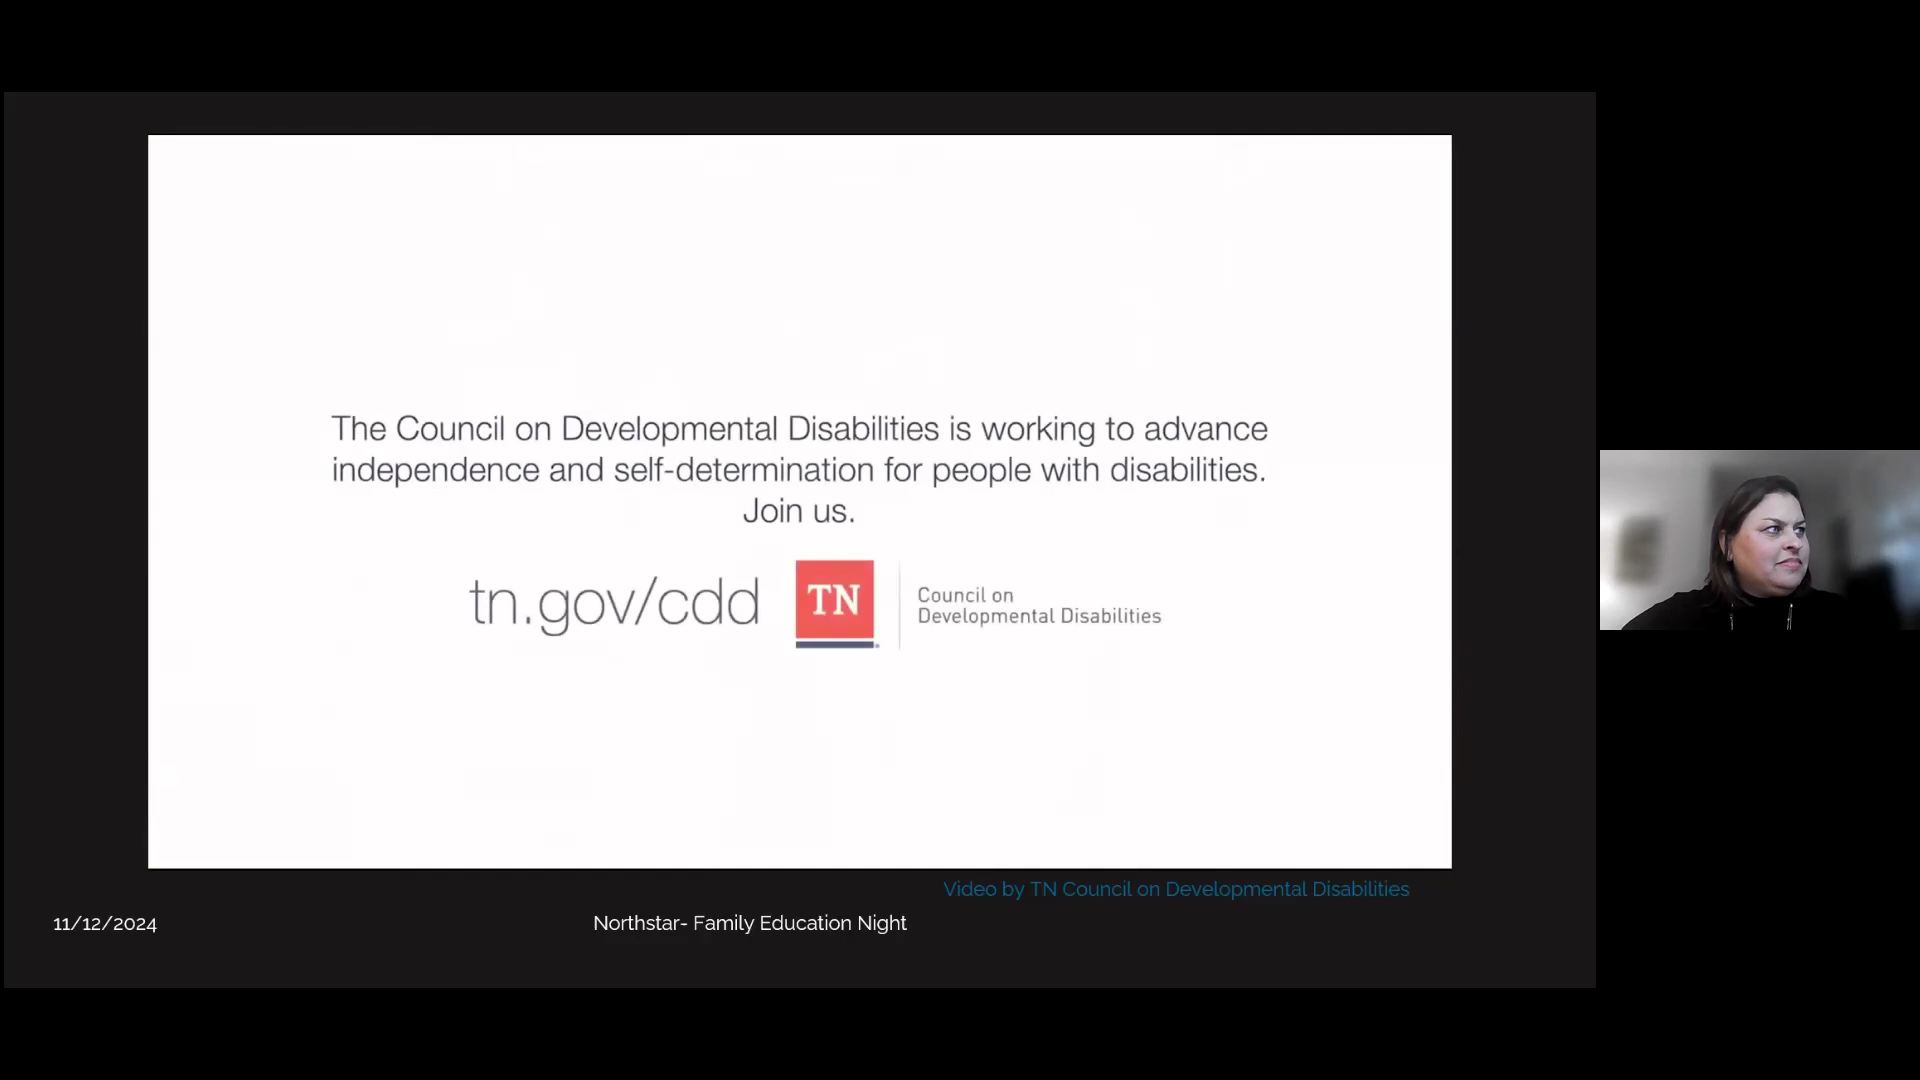 The Council on Developmental Disabilities is working to advance
independence and self-determination for people with disabilities.
Join us.
tn.gov/cdd
TN
Council on
Developmental Disabilities
Video by TN Council on Developmental Disabilities
11/12/2024
Northstar- Family Education Night